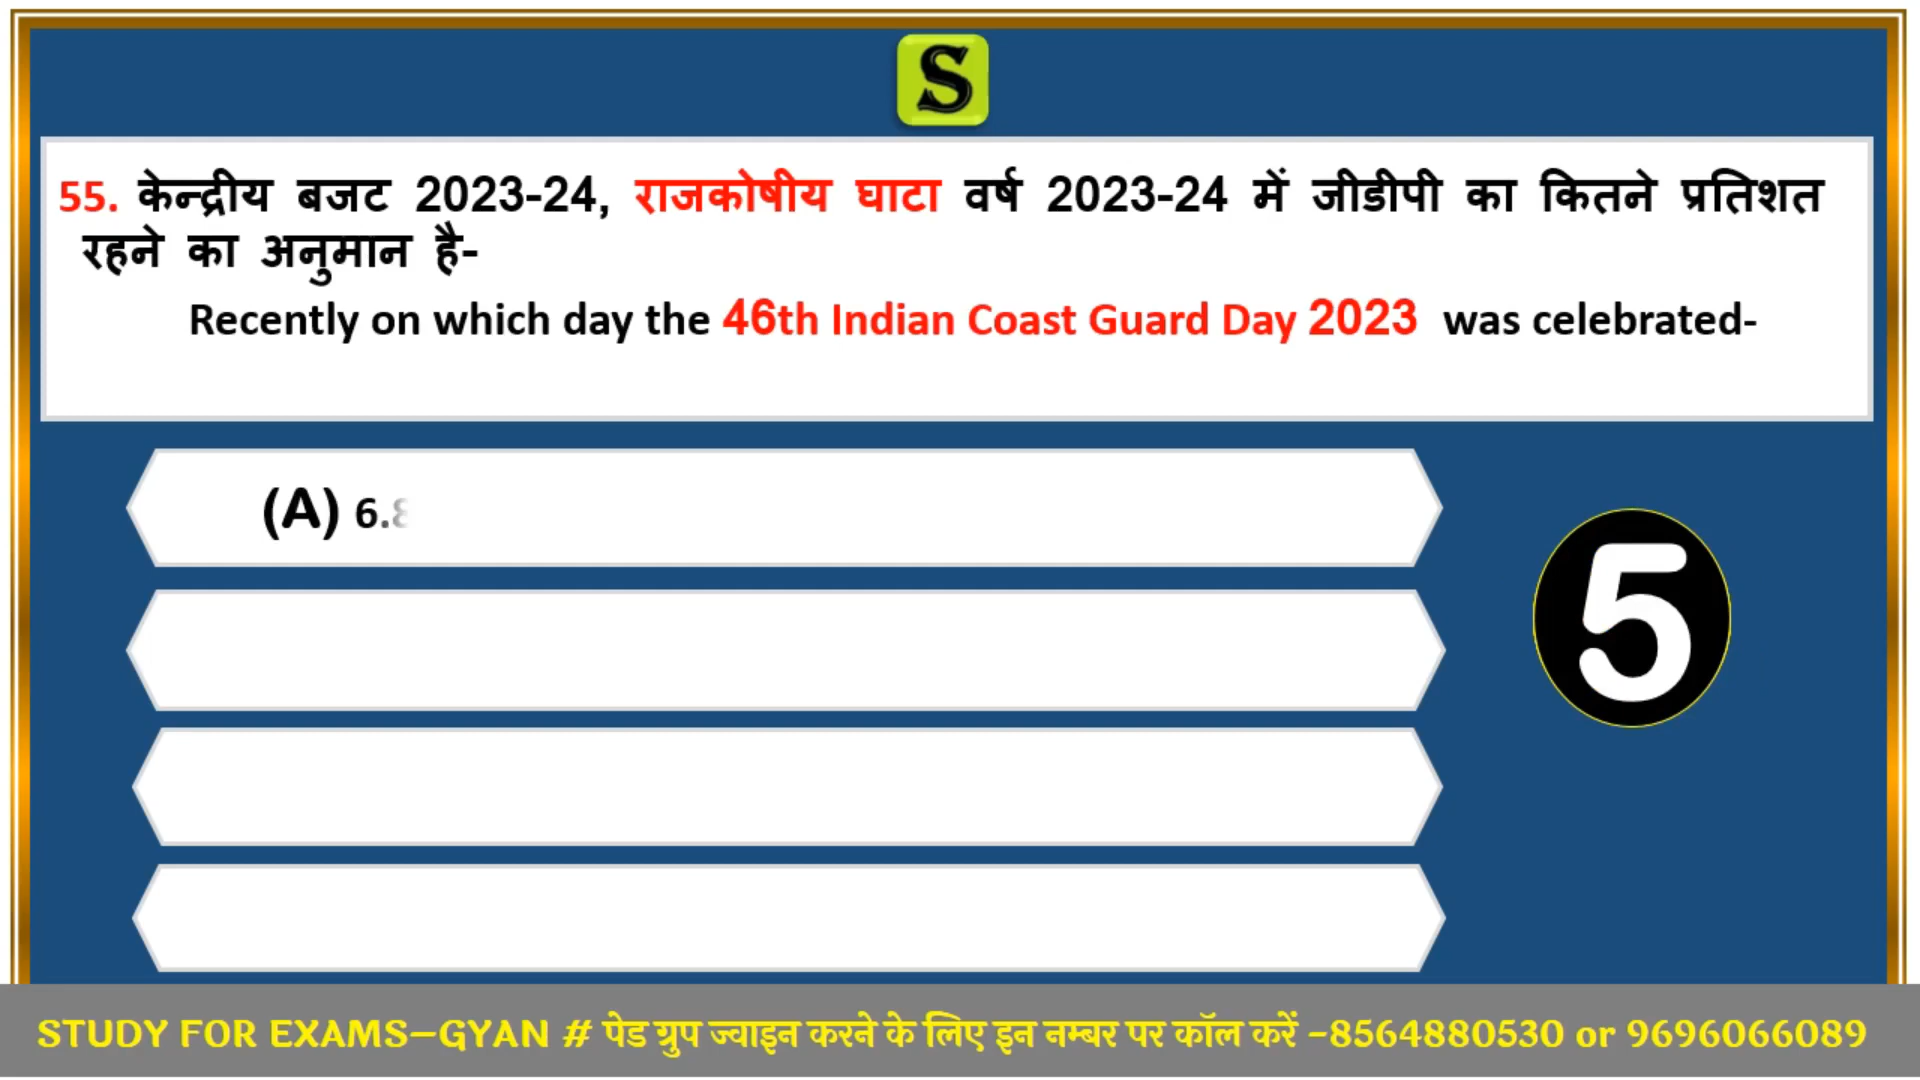 S
55. केन्द्रीय बजट 2023-24, राजकोषीय घाटा वर्ष 2023-24 में जीडीपी का कितने प्रतिशत
रहने का अनुमान है-
Recently on which day the 46th Indian Coast Guard Day 2023 was celebrated-
(A) 6.8
5
STUDY FOR EXAMS-GYAN # पेड ग्रुप ज्वाइन करने के लिए इन नम्बर पर कॉल करें -8564880530 or 9696066089